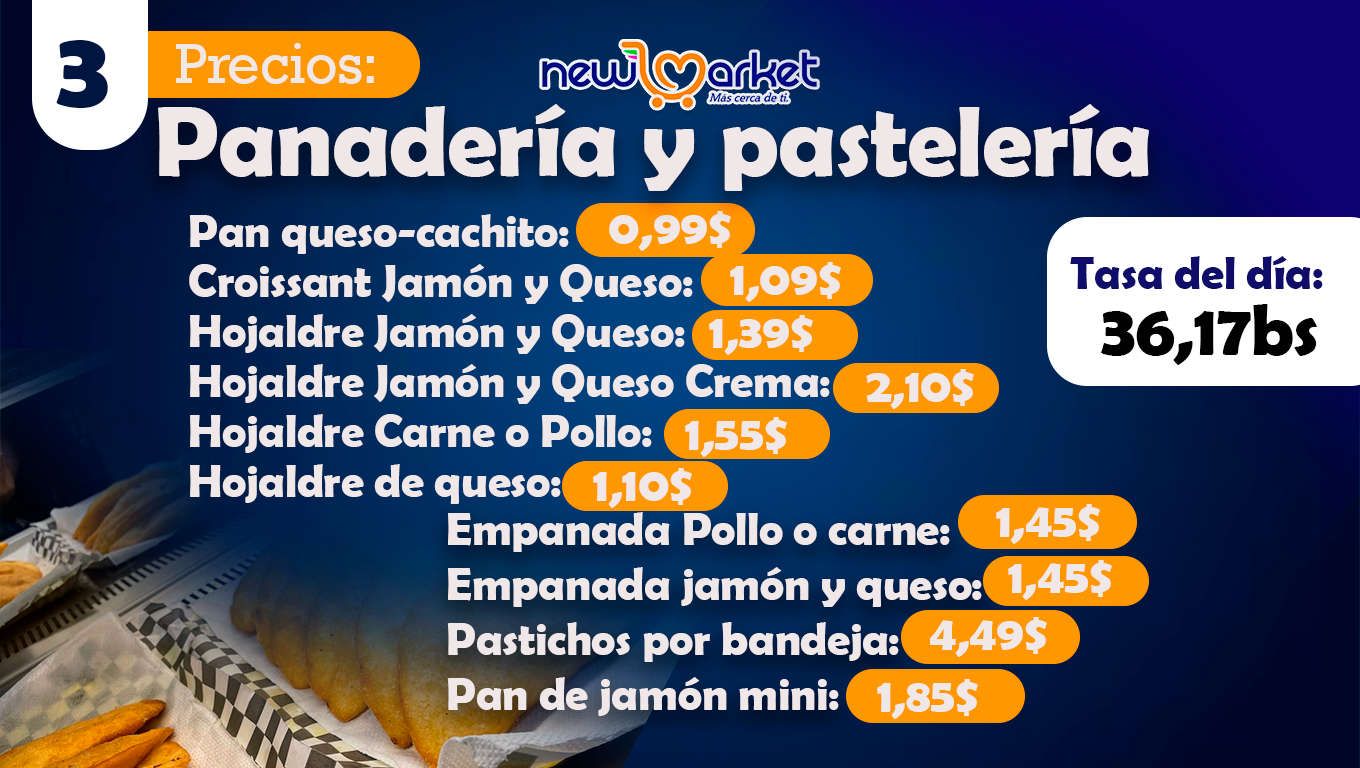 3
Precios:
new market
Más cerca de ti.
Panadería y pastelería
Pan queso-cachito: 0,99$
Croissant Jamón y Queso: 1,09$
Hojaldre Jamón y Queso: 1,39$
Hojaldre Jamón y Queso Crema: 2,10$
Hojaldre Carne o Pollo: 1,55$
Hojaldre de queso: 1,10$
Empanada Pollo o carne: 1,45$
Empanada jamón y queso: 1,45$
Pastichos por bandeja: 4,49$
Pan de jamón mini: 1,85$
Tasa del día:
36,17bs